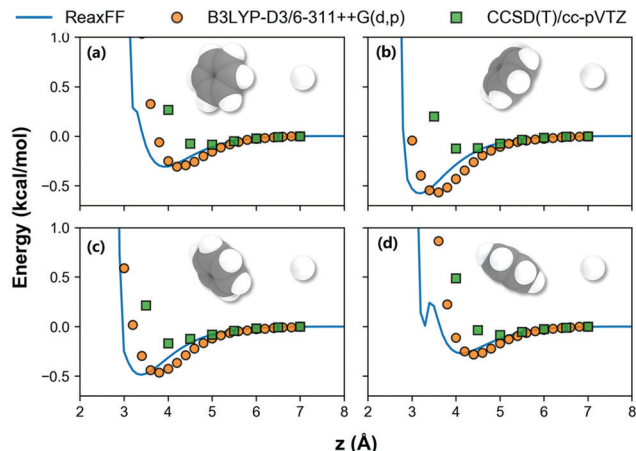 ReaxFF B3LYP-D3/6-311++G(d,p) CCSD(T)/cc-pVTZ
Energy (kcal/mol)
1.0
0.5
0.0
−0.5
(a)
(b)
1.0
0.5
0.0
−0.5
(c)
(d)
2 3 4 5 6 7 8
2 3 4 5 6 7 8
z (Å)